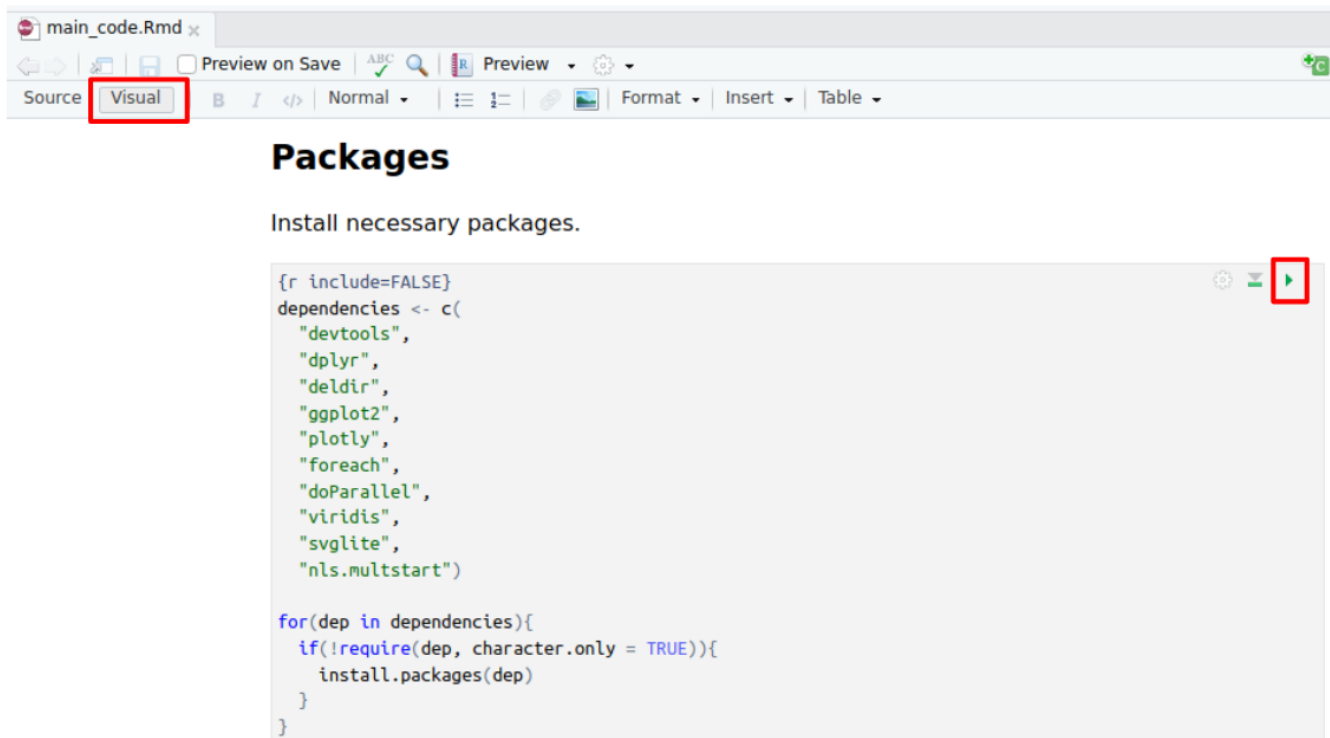 main_code.Rmd
Preview on Save ABC R Preview
Source Visual B I </> Normal Format Insert Table
Packages
Install necessary packages.
{r include=FALSE}
dependencies <- c(
"devtools",
"dplyr",
"deldir",
"ggplot2",
"plotly",
"foreach",
"doParallel",
"viridis",
"svglite",
"nls.multstart")
for(dep in dependencies){
if(!require(dep, character.only = TRUE)){
install.packages(dep)
}
}